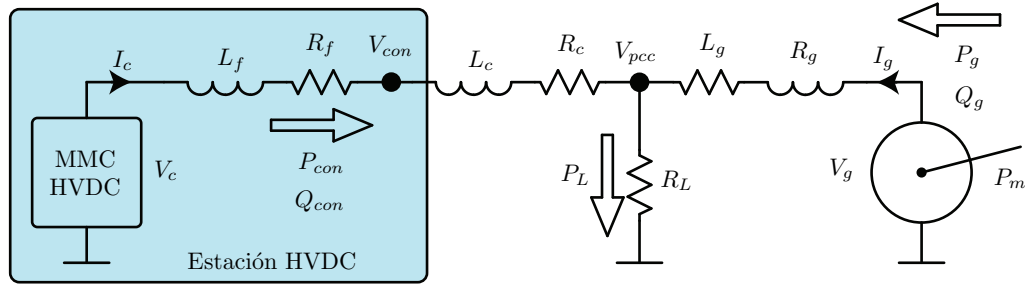 I_c
L_f
R_f
V_con
L_c
R_c
V_pcc
L_g
R_g
I_g
P_g
Q_g
MMC
HVDC
V_c
P_con
Q_con
P_L
R_L
V_g
P_m
Estación HVDC